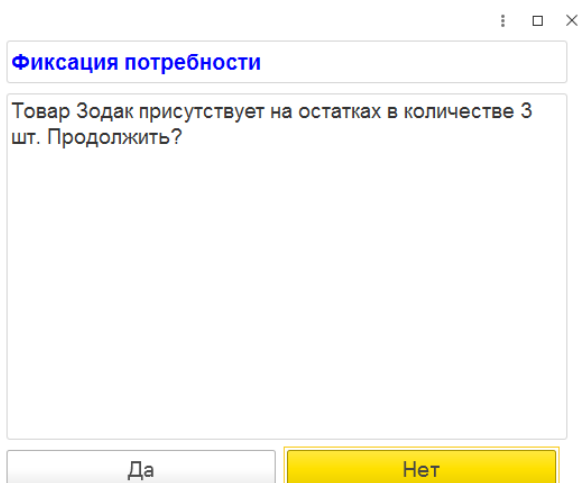 Фиксация потребности
Товар Зодак присутствует на остатках в количестве 3
шт. Продолжить?
Да
Нет